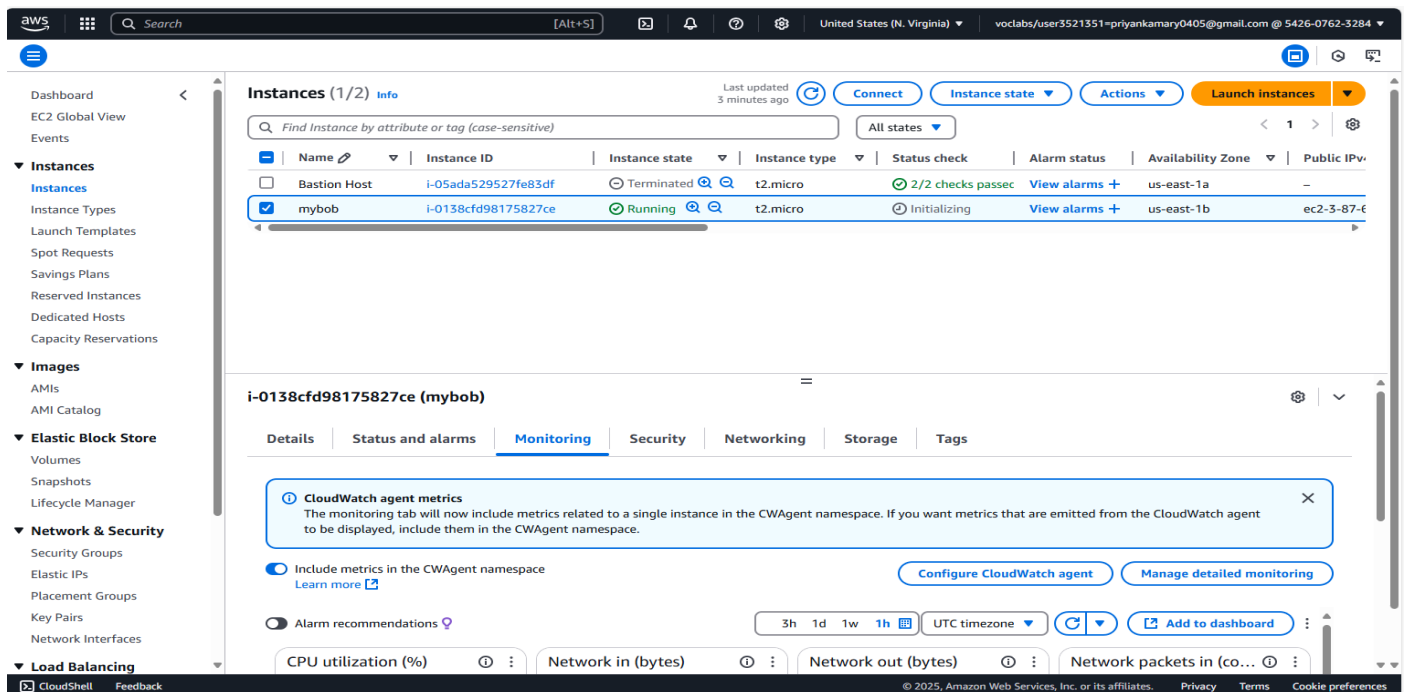 aws
Search [Alt+S]
United States (N. Virginia)
voclabs/user3521351=priyankamary0405@gmail.com @ 5426-0762-3284
Dashboard
EC2 Global View
Events
Instances
Instances
Instance Types
Launch Templates
Spot Requests
Savings Plans
Reserved Instances
Dedicated Hosts
Capacity Reservations
Images
AMIs
AMI Catalog
Elastic Block Store
Volumes
Snapshots
Lifecycle Manager
Network & Security
Security Groups
Elastic IPs
Placement Groups
Key Pairs
Network Interfaces
Load Balancing
Instances (1/2) Info
Last updated
3 minutes ago
Connect
Instance state
Actions
Launch instances
Find Instance by attribute or tag (case-sensitive)
All states
1
Name Instance ID Instance state Instance type Status check Alarm status Availability Zone Public IPv4
Bastion Host i-05ada529527fe83df Terminated t2.micro 2/2 checks passec View alarms + us-east-1a –
mybob i-0138cfd98175827ce Running t2.micro Initializing View alarms + us-east-1b ec2-3-87-6
i-0138cfd98175827ce (mybob)
Details Status and alarms Monitoring Security Networking Storage Tags
CloudWatch agent metrics
The monitoring tab will now include metrics related to a single instance in the CWAgent namespace. If you want metrics that are emitted from the CloudWatch agent
to be displayed, include them in the CWAgent namespace.
Include metrics in the CWAgent namespace
Learn more
Configure CloudWatch agent
Manage detailed monitoring
Alarm recommendations
3h 1d 1w 1h
UTC timezone
Add to dashboard
CPU utilization (%)
Network in (bytes)
Network out (bytes)
Network packets in (co...
CloudShell Feedback
© 2025, Amazon Web Services, Inc. or its affiliates. Privacy Terms Cookie preferences